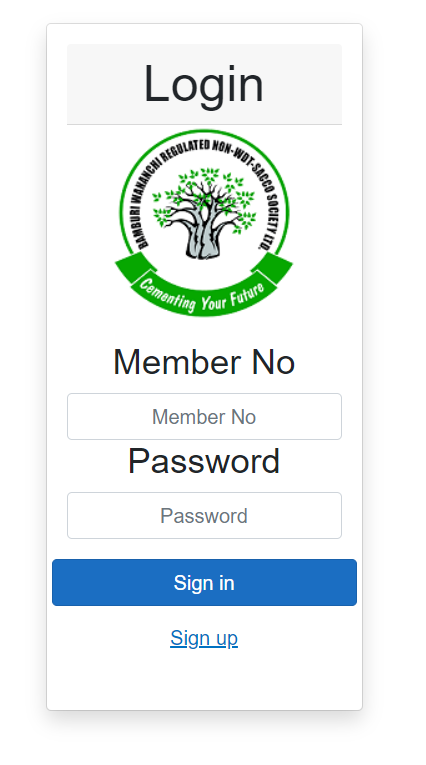 Login
BAMBURI WANANCHI REGULATED NON-WDT-SACCO SOCIETY LTD.
Cementing Your Future
Member No
Member No
Password
Password
Sign in
Sign up